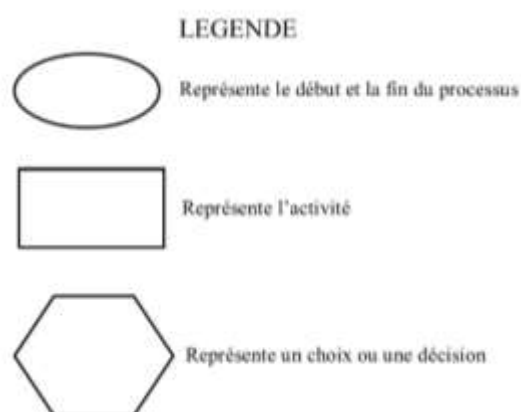 LEGENDE
Représente le début et la fin du processus
Représente l'activité
Représente un choix ou une décision